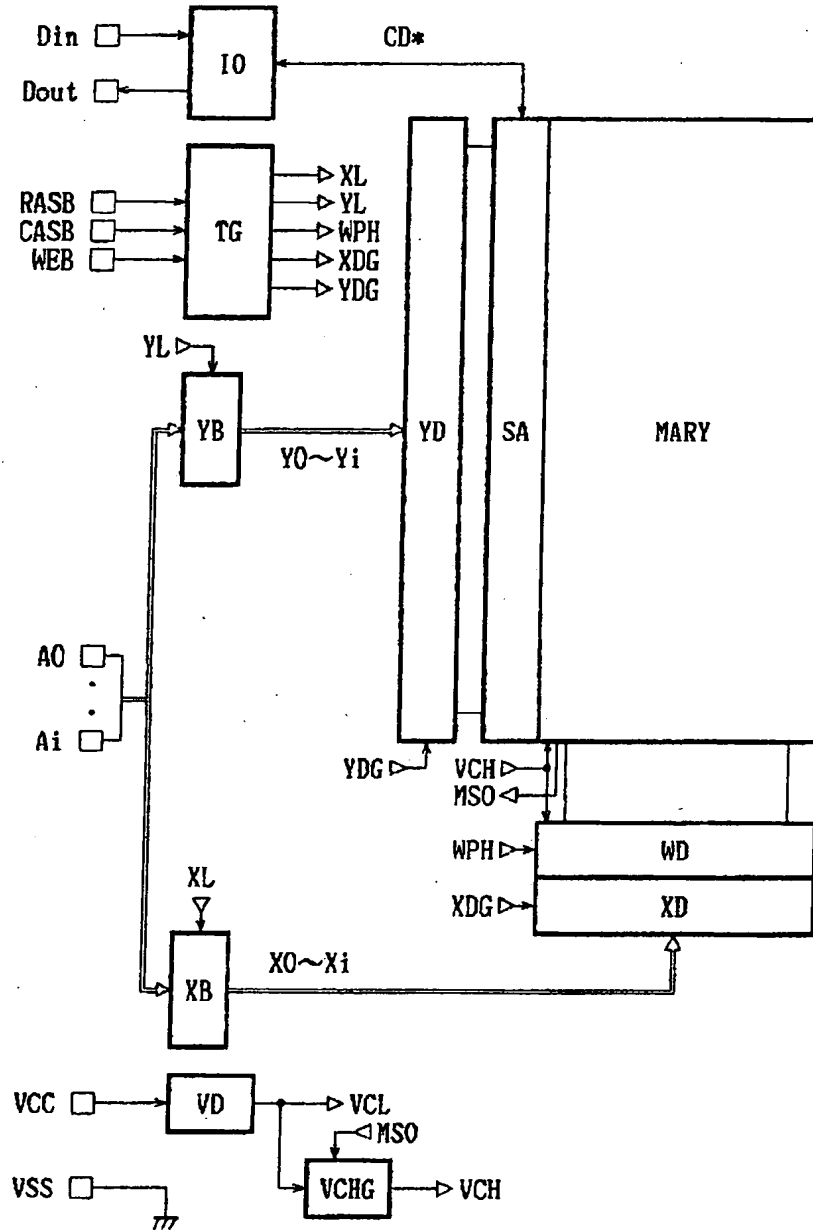 Din
IO
CD*
Dout
XL
RASB
YL
CASB
TG
WPH
WEB
XDG
YDG
YL
YB
Y0~Yi
YD
SA
MARY
A0
Ai
YDG
VCH
MSO
WPH
WD
XL
XDG
XD
X0~Xi
XB
VCC
VD
VCL
MSO
VSS
VCHG
VCH